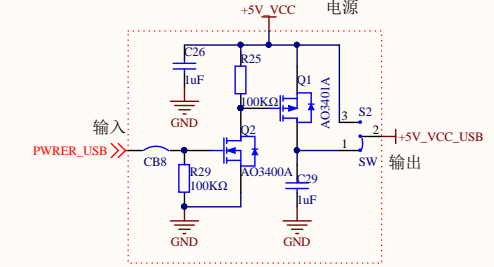 +5V_VCC
电源
C26
1uF
GND
R25
100KΩ
Q1
AO3401A
3
S2
2
+5V_VCC_USB
1
SW
输出
输入
PWRER_USB
CB8
Q2
AO3400A
R29
100KΩ
C29
1uF
GND
GND